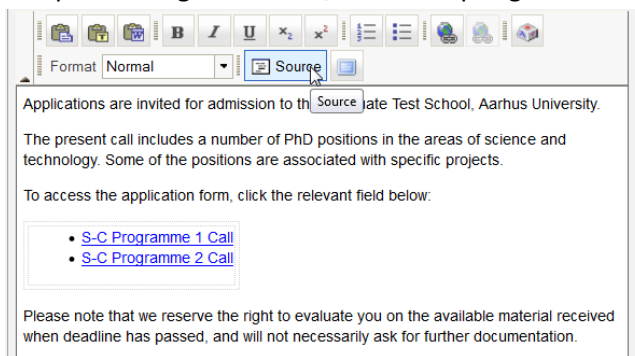 B I U x₂ x²
Format Normal Source
Applications are invited for admission to th uate Test School, Aarhus University.
Source
The present call includes a number of PhD positions in the areas of science and
technology. Some of the positions are associated with specific projects.
To access the application form, click the relevant field below:
• S-C Programme 1 Call
• S-C Programme 2 Call
Please note that we reserve the right to evaluate you on the available material received
when deadline has passed, and will not necessarily ask for further documentation.